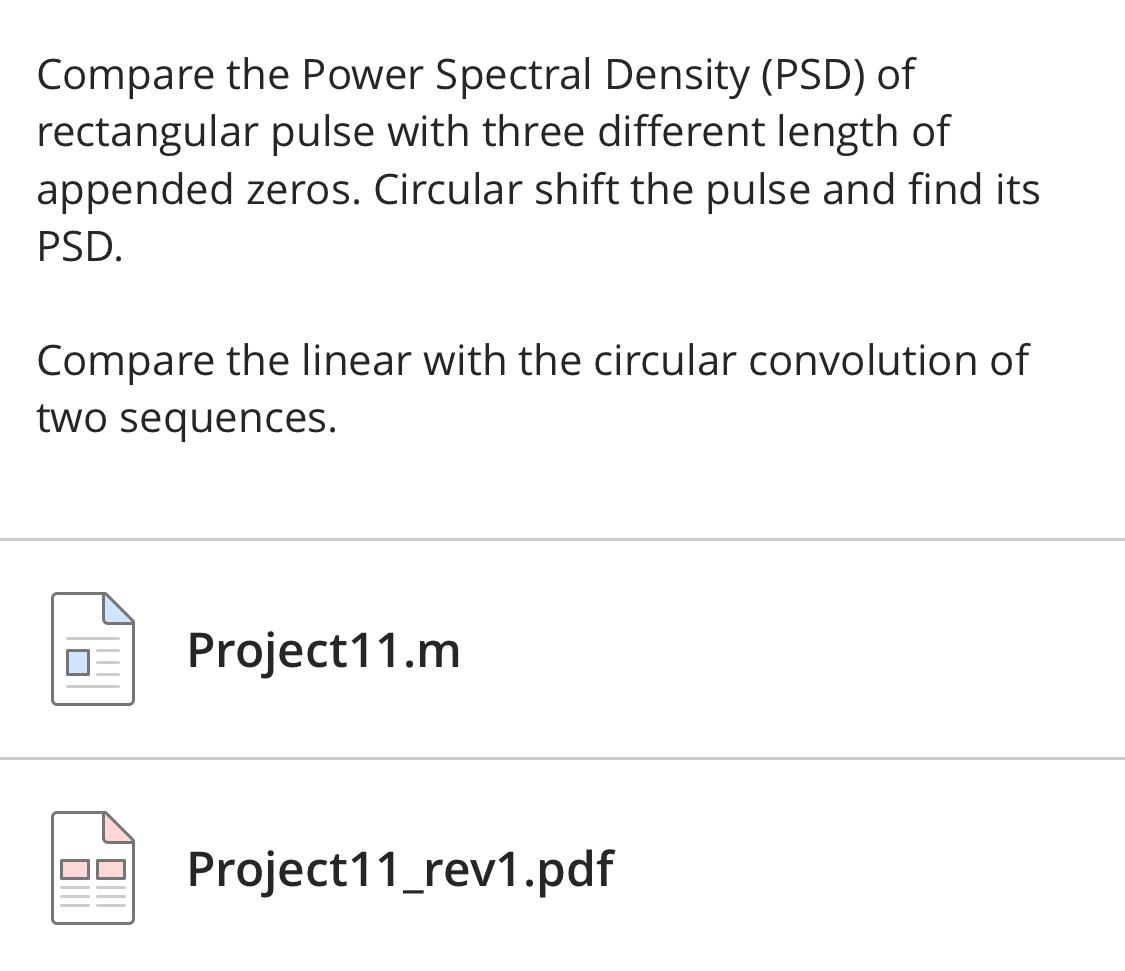 Compare the Power Spectral Density (PSD) of
rectangular pulse with three different length of
appended zeros. Circular shift the pulse and find its
PSD.
Compare the linear with the circular convolution of
two sequences.
Project11.m
Project11_rev1.pdf